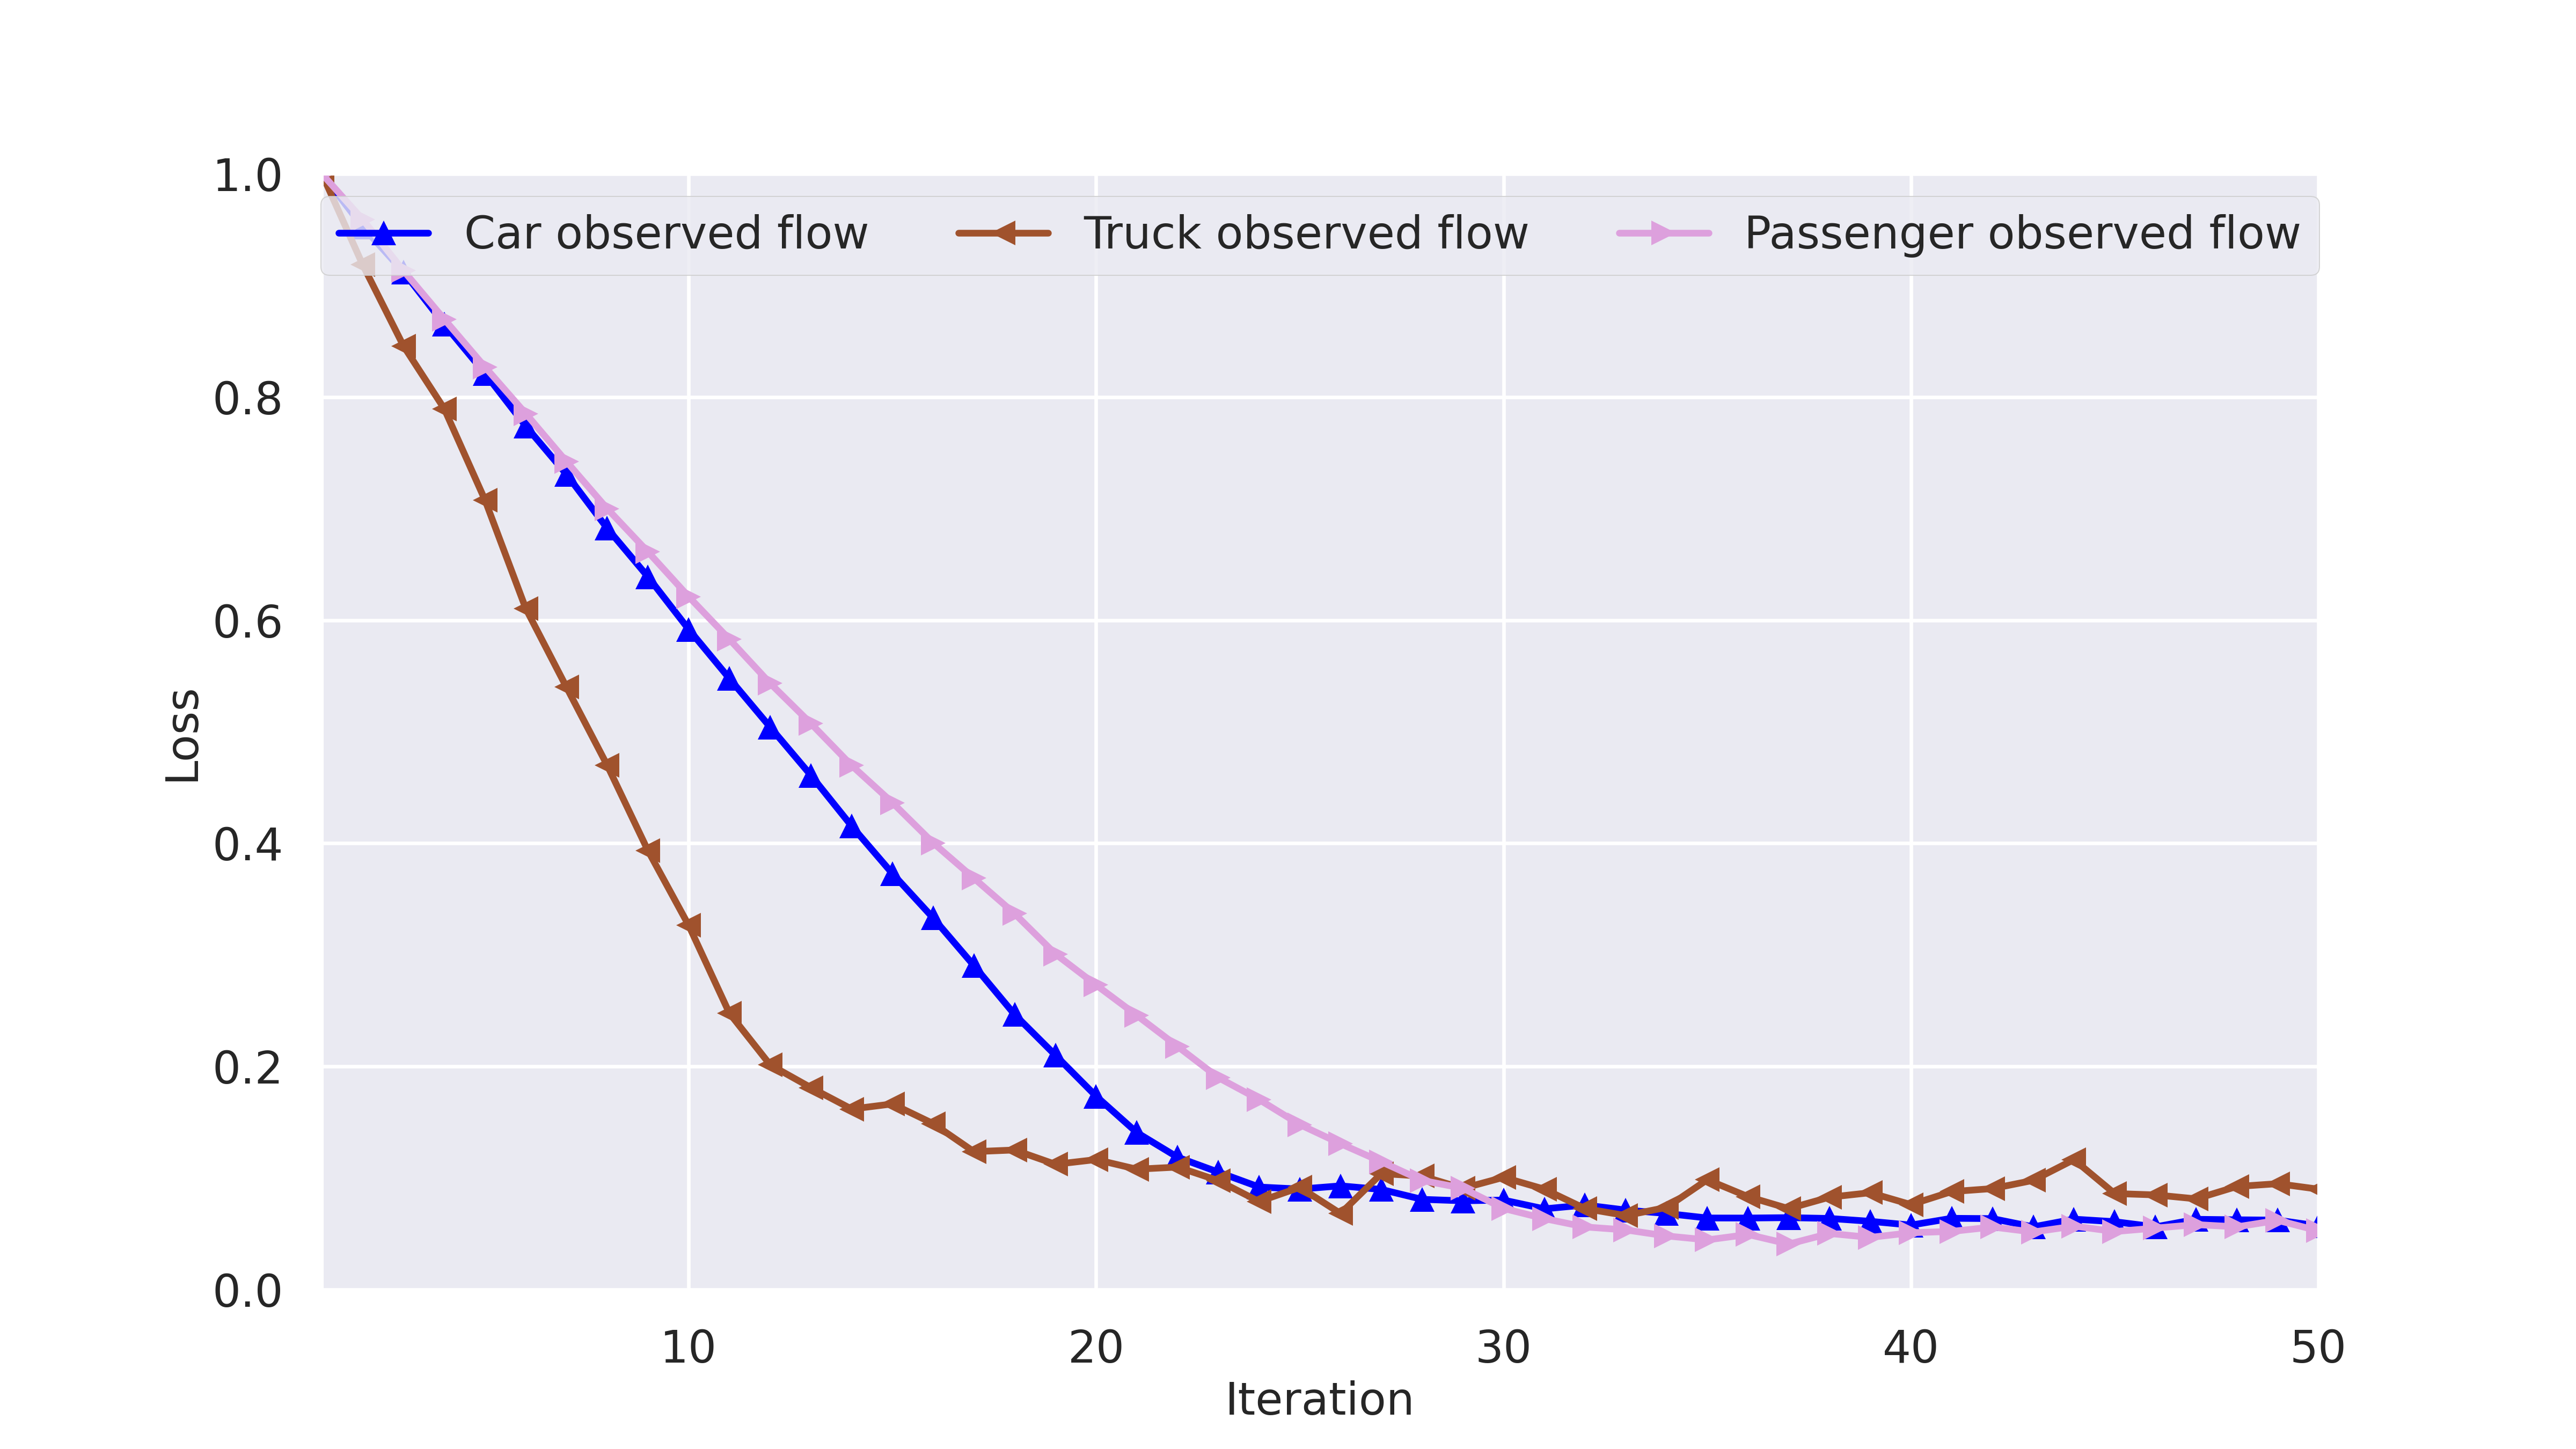 Car observed flow
Truck observed flow
Passenger observed flow
1.0
0.8
0.6
0.4
0.2
0.0
Loss
10
20
30
40
50
Iteration